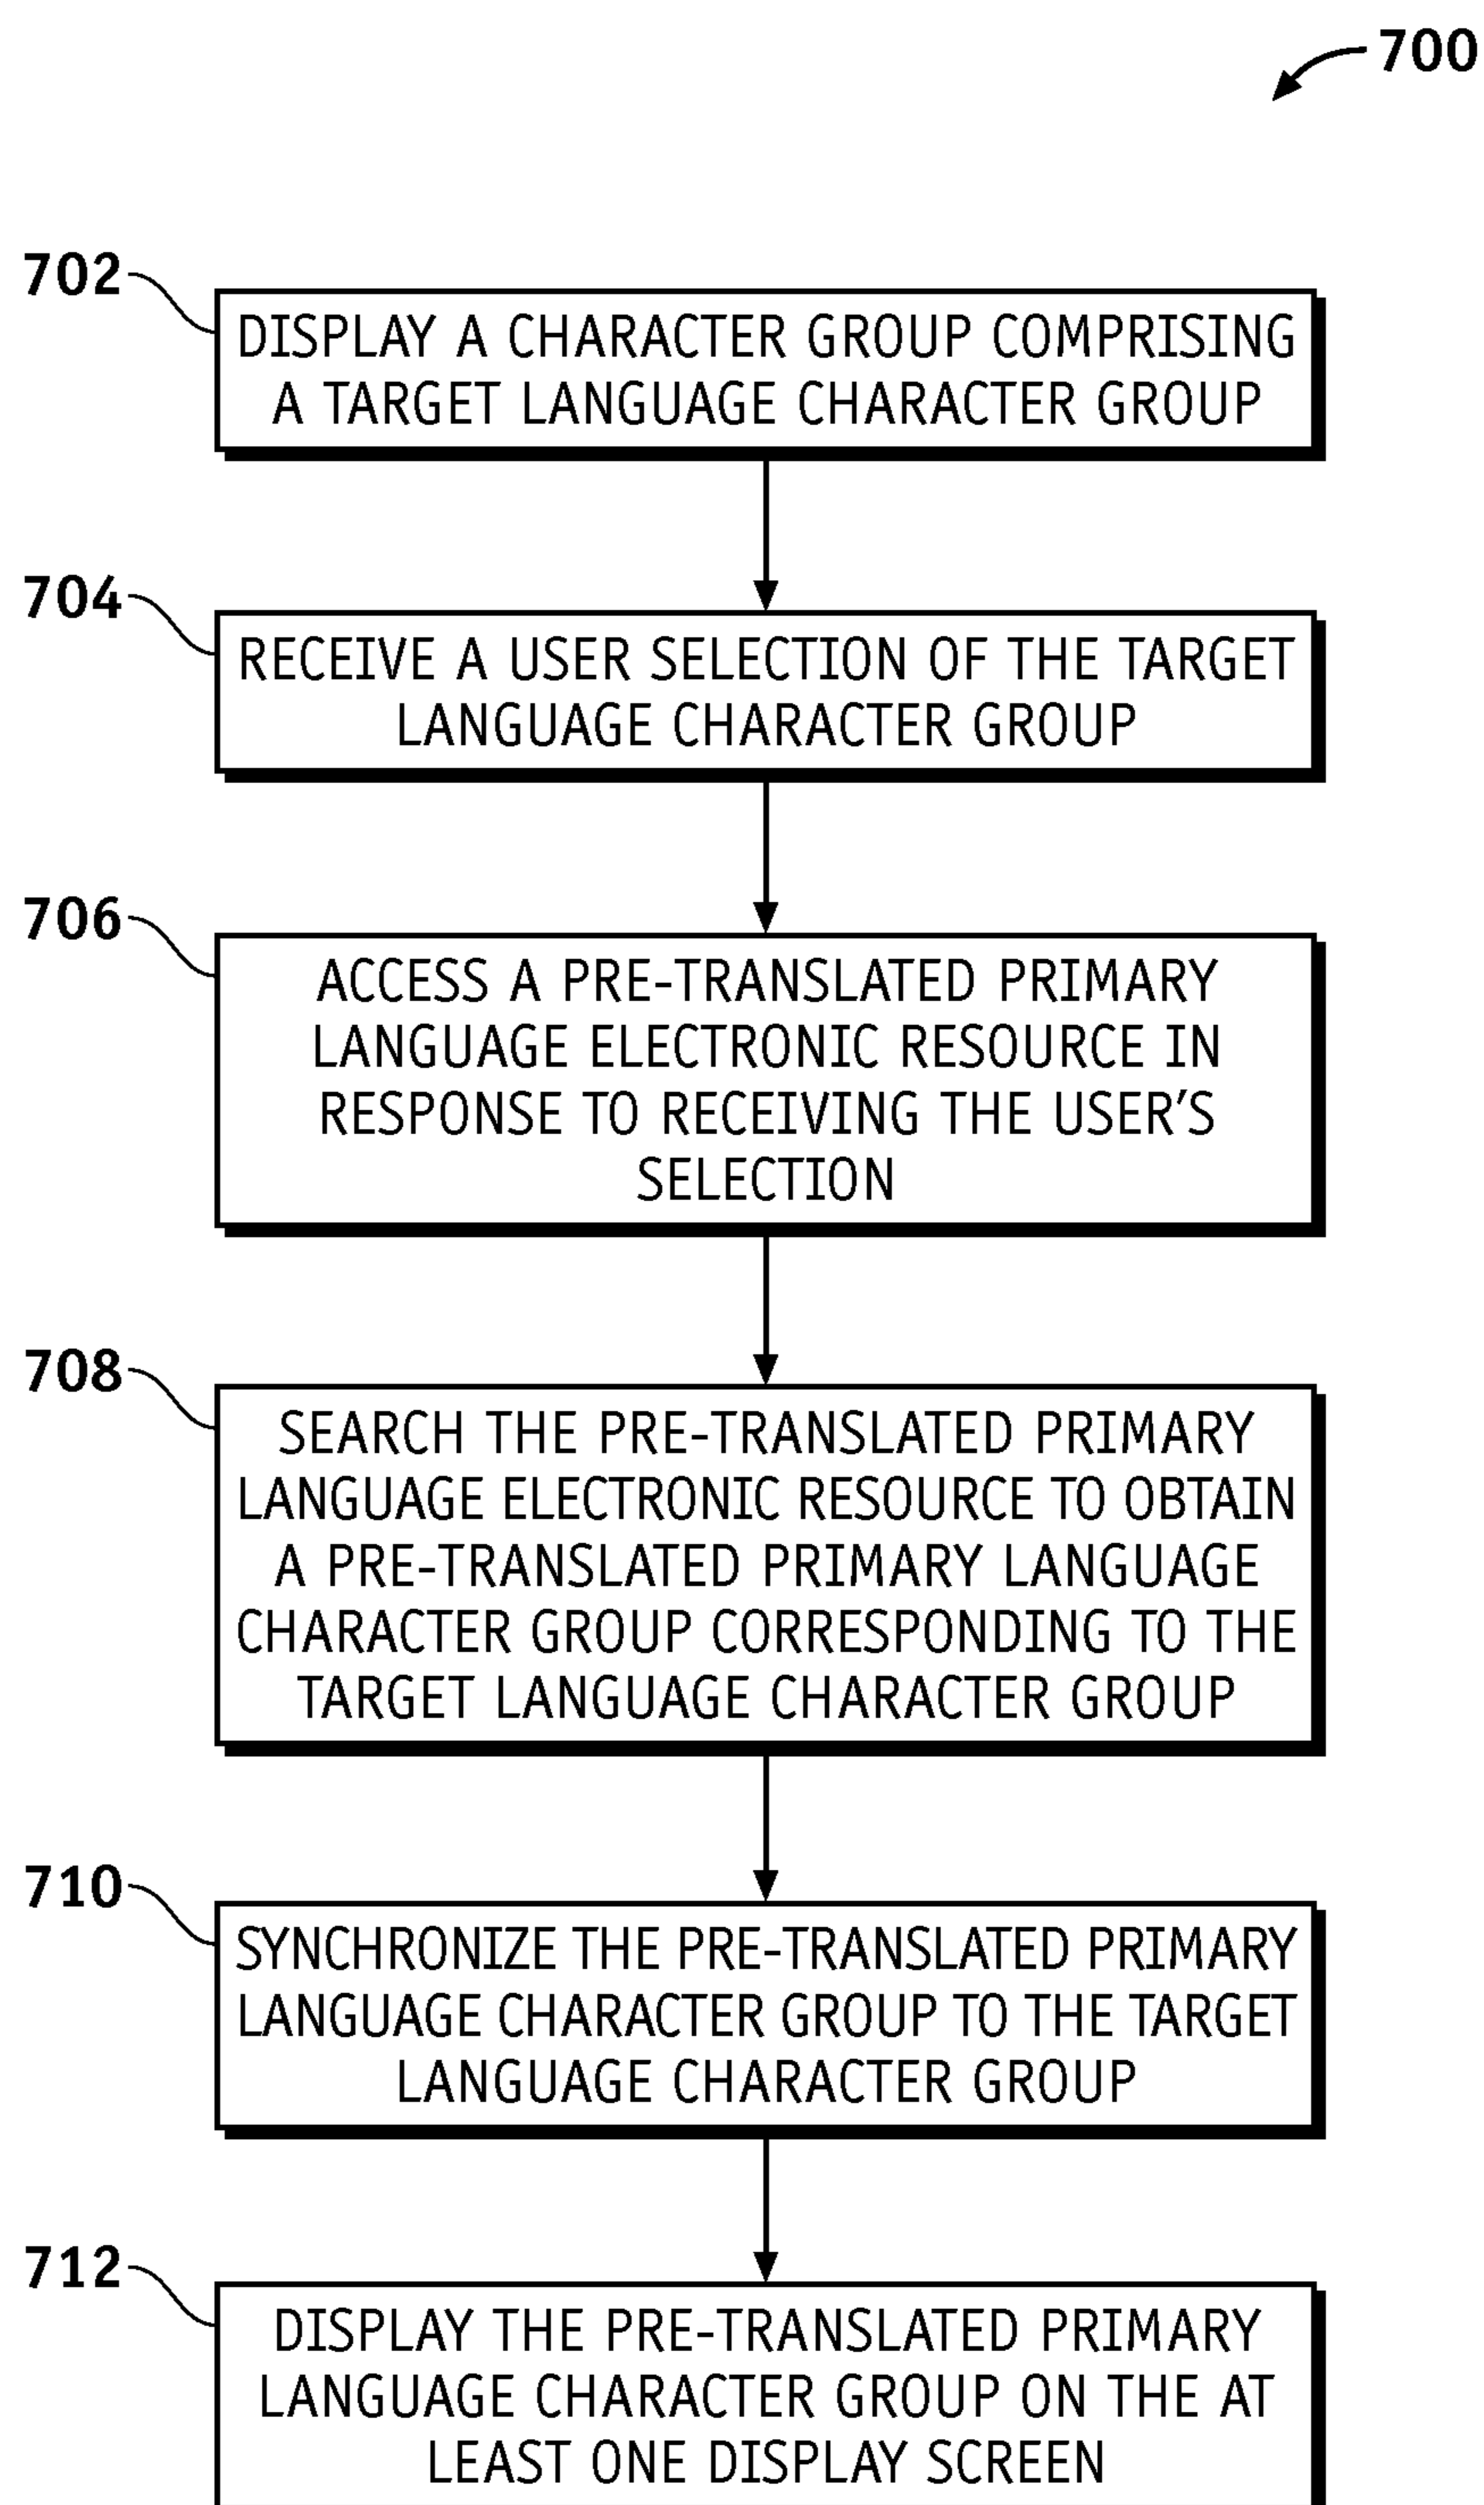 700
702
DISPLAY A CHARACTER GROUP COMPRISING
A TARGET LANGUAGE CHARACTER GROUP
704
RECEIVE A USER SELECTION OF THE TARGET
LANGUAGE CHARACTER GROUP
706
ACCESS A PRE-TRANSLATED PRIMARY
LANGUAGE ELECTRONIC RESOURCE IN
RESPONSE TO RECEIVING THE USER’S
SELECTION
708
SEARCH THE PRE-TRANSLATED PRIMARY
LANGUAGE ELECTRONIC RESOURCE TO OBTAIN
A PRE-TRANSLATED PRIMARY LANGUAGE
CHARACTER GROUP CORRESPONDING TO THE
TARGET LANGUAGE CHARACTER GROUP
710
SYNCHRONIZE THE PRE-TRANSLATED PRIMARY
LANGUAGE CHARACTER GROUP TO THE TARGET
LANGUAGE CHARACTER GROUP
712
DISPLAY THE PRE-TRANSLATED PRIMARY
LANGUAGE CHARACTER GROUP ON THE AT
LEAST ONE DISPLAY SCREEN